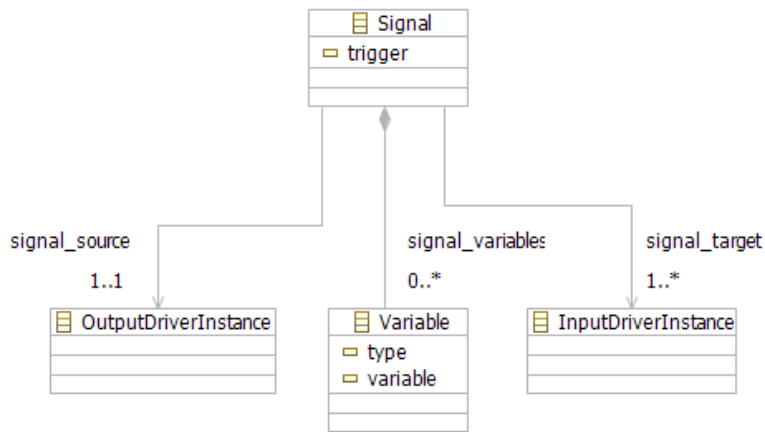 Signal
trigger
signal_source
signal_variables
signal_target
1..1
0..*
1..*
OutputDriverInstance
Variable
InputDriverInstance
type
variable